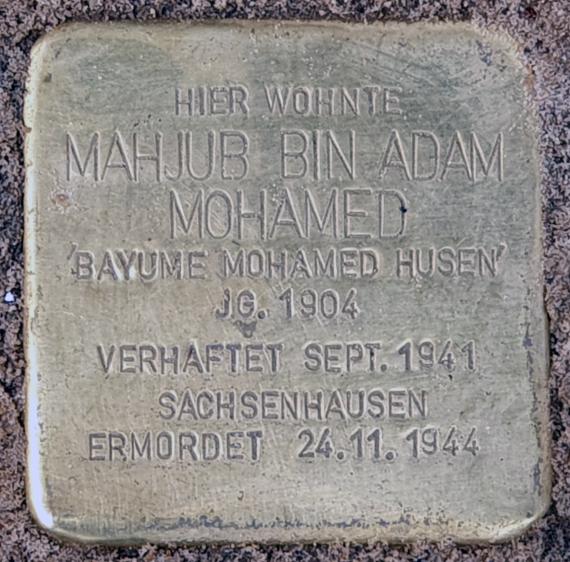 HIER WOHNTE
MAHJUB BIN ADAM
MOHAMED
'BAYUME MOHAMED HUSEN'
JG. 1904
VERHAFTET SEPT. 1941
SACHSENHAUSEN
ERMORDET 24.11.1944